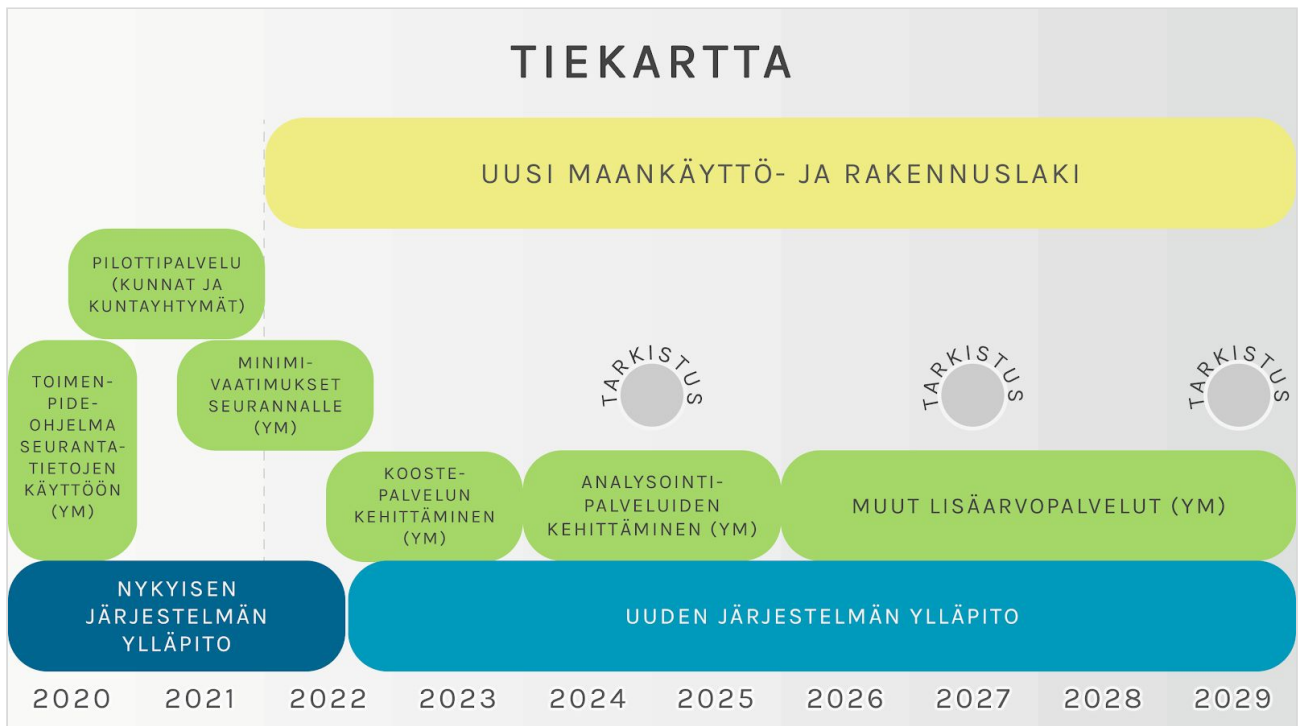 TIEKARTTA
UUSI MAANKÄYTTÖ- JA RAKENNUSLAKI
PILOTTIPALVELU
(KUNNAT JA
KUNTAYHTYMÄT)
TOIMEN-
PIDE-
OHJELMA
SEURANTA-
TIETOJEN
KÄYTTÖÖN
(YM)
MINIMI-
VAATIMUKSET
SEURANNALLE
(YM)
TARKISTUS
TARKISTUS
TARKISTUS
KOOSTE-
PALVELUN
KEHITTÄMINEN
(YM)
ANALYSOINTI-
PALVELUIDEN
KEHITTÄMINEN (YM)
MUUT LISÄARVOPALVELUT (YM)
NYKYISEN
JÄRJESTELMÄN
YLLÄPITO
UUDEN JÄRJESTELMÄN YLLÄPITO
2020 2021 2022 2023 2024 2025 2026 2027 2028 2029